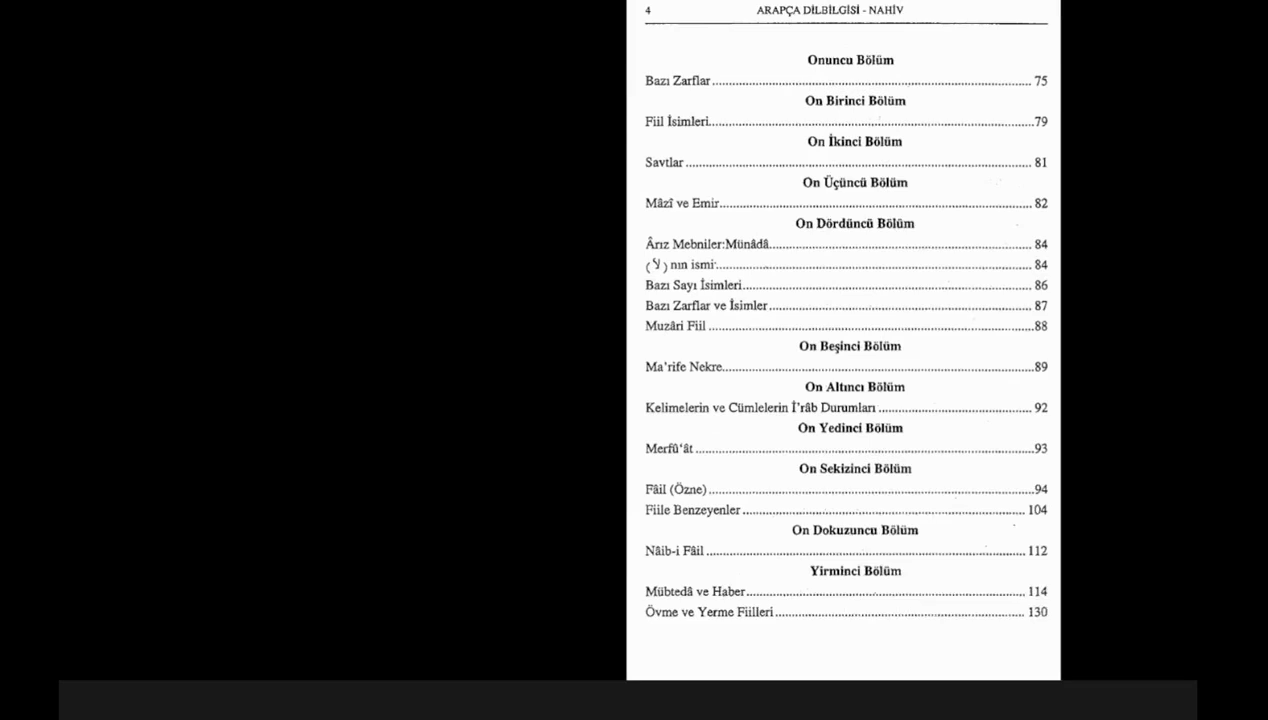 4 ARAPÇA DİLBİLGİSİ - NAHİV
Onuncu Bölüm
Bazı Zarflar.......... 75
On Birinci Bölüm
Fiil İsimleri.......... 79
On İkinci Bölüm
Savtlar .......... 81
On Üçüncü Bölüm
Mâzî ve Emir.......... 82
On Dördüncü Bölüm
Ârız Mebniler:Münâdâ.......... 84
(لا) nın ismi.......... 84
Bazı Sayı İsimleri.......... 86
Bazı Zarflar ve İsimler.......... 87
Muzâri Fiil .......... 88
On Beşinci Bölüm
Ma'rife Nekre.......... 89
On Altıncı Bölüm
Kelimelerin ve Cümlelerin İ'râb Durumları .......... 92
On Yedinci Bölüm
Merfû'ât .......... 93
On Sekizinci Bölüm
Fâil (Özne).......... 94
Fiile Benzeyenler .......... 104
On Dokuzuncu Bölüm
Nâib-i Fâil .......... 112
Yirminci Bölüm
Mübtedâ ve Haber.......... 114
Övme ve Yerme Fiilleri.......... 130